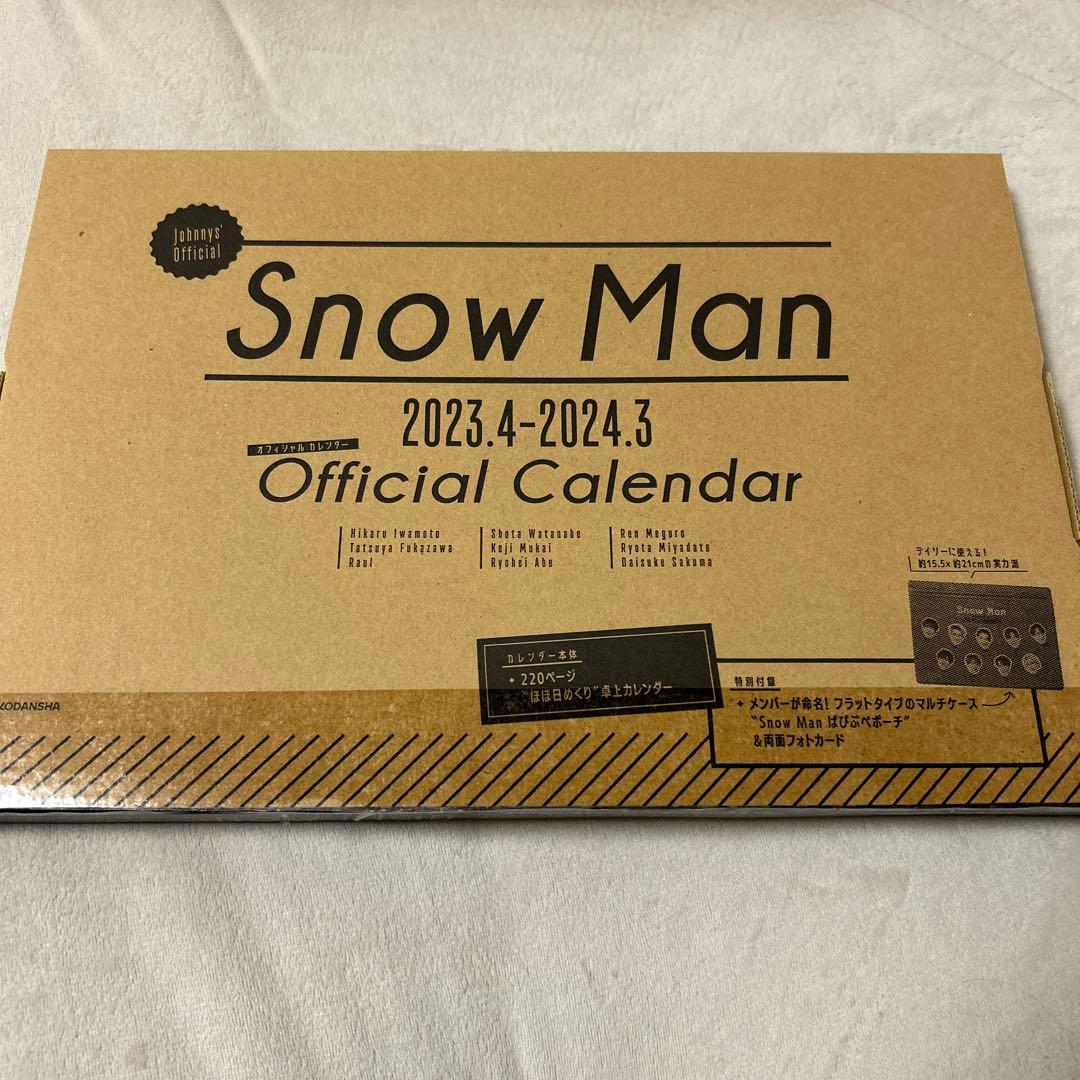 Johnnys'
Official
Snow Man
2023.4-2024.3
オフィシャル カレンダー
Official Calendar
Hikaru Iwamoto
Tatsuya Fukazawa
Raul
Shota Watanabe
Koji Mukai
Ryohei Abe
Ren Meguro
Ryota Miyadate
Daisuke Sakuma
デイリーに使える!
約15.5×約21cmの実力派
Snow Man
カレンダー本体
+ 220ページ
"ほぼ日めくり"卓上カレンダー
特別付録
+ メンバーが命名! フラットタイプのマルチケース
"Snow Man ぱぴぷぺポーチ"
&両面フォトカード
KODANSHA